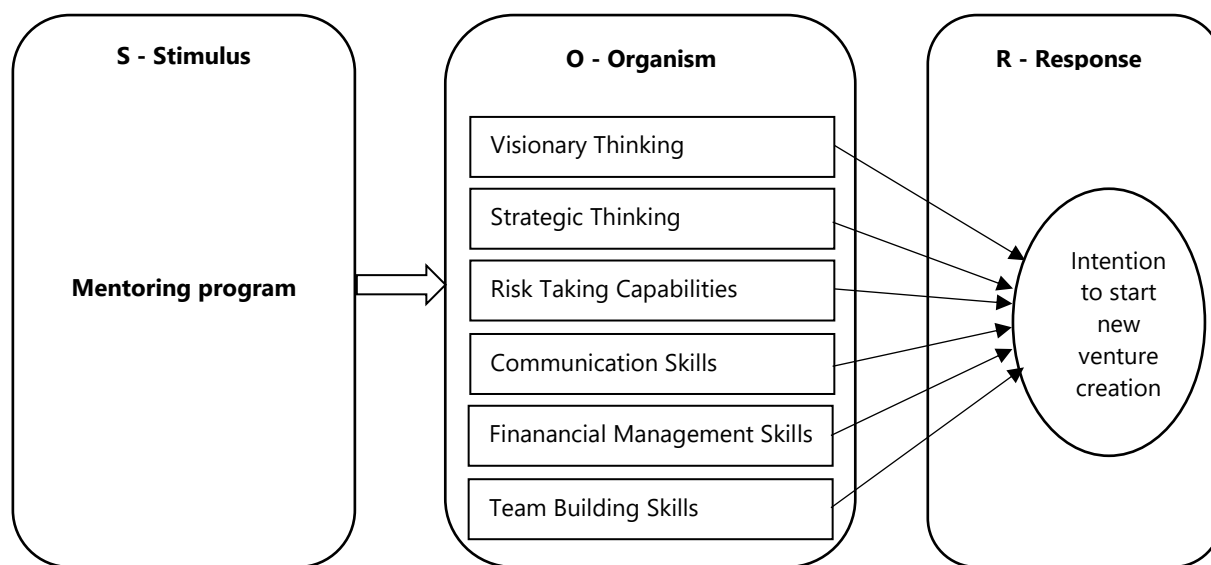 S - Stimulus
Mentoring program
O - Organism
Visionary Thinking
Strategic Thinking
Risk Taking Capabilities
Communication Skills
Finanancial Management Skills
Team Building Skills
R - Response
Intention
to start
new
venture
creation